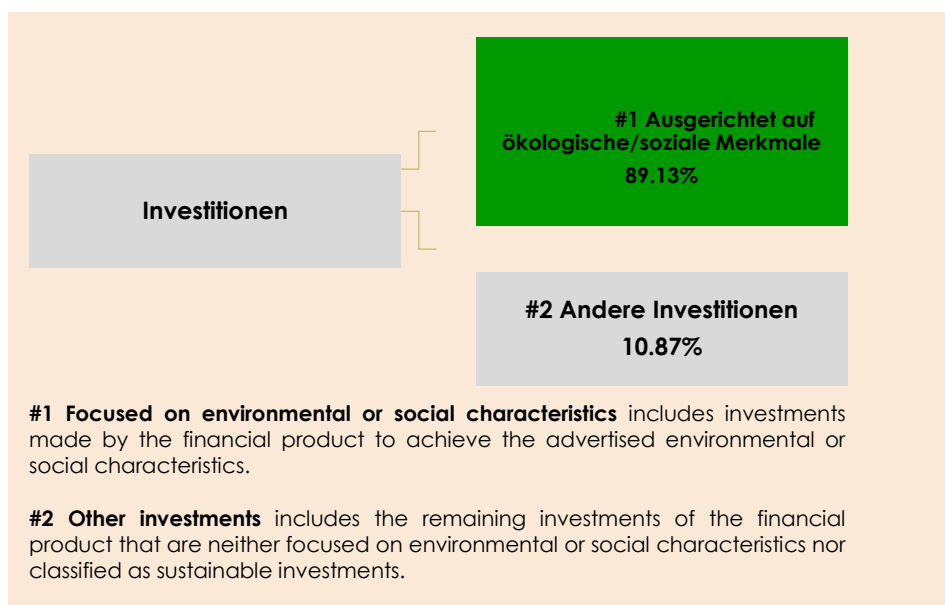 #1 Ausgerichtet auf
ökologische/soziale Merkmale
89.13%
Investitionen
#2 Andere Investitionen
10.87%
#1 Focused on environmental or social characteristics includes investments
made by the financial product to achieve the advertised environmental or
social characteristics.
#2 Other investments includes the remaining investments of the financial
product that are neither focused on environmental or social characteristics nor
classified as sustainable investments.